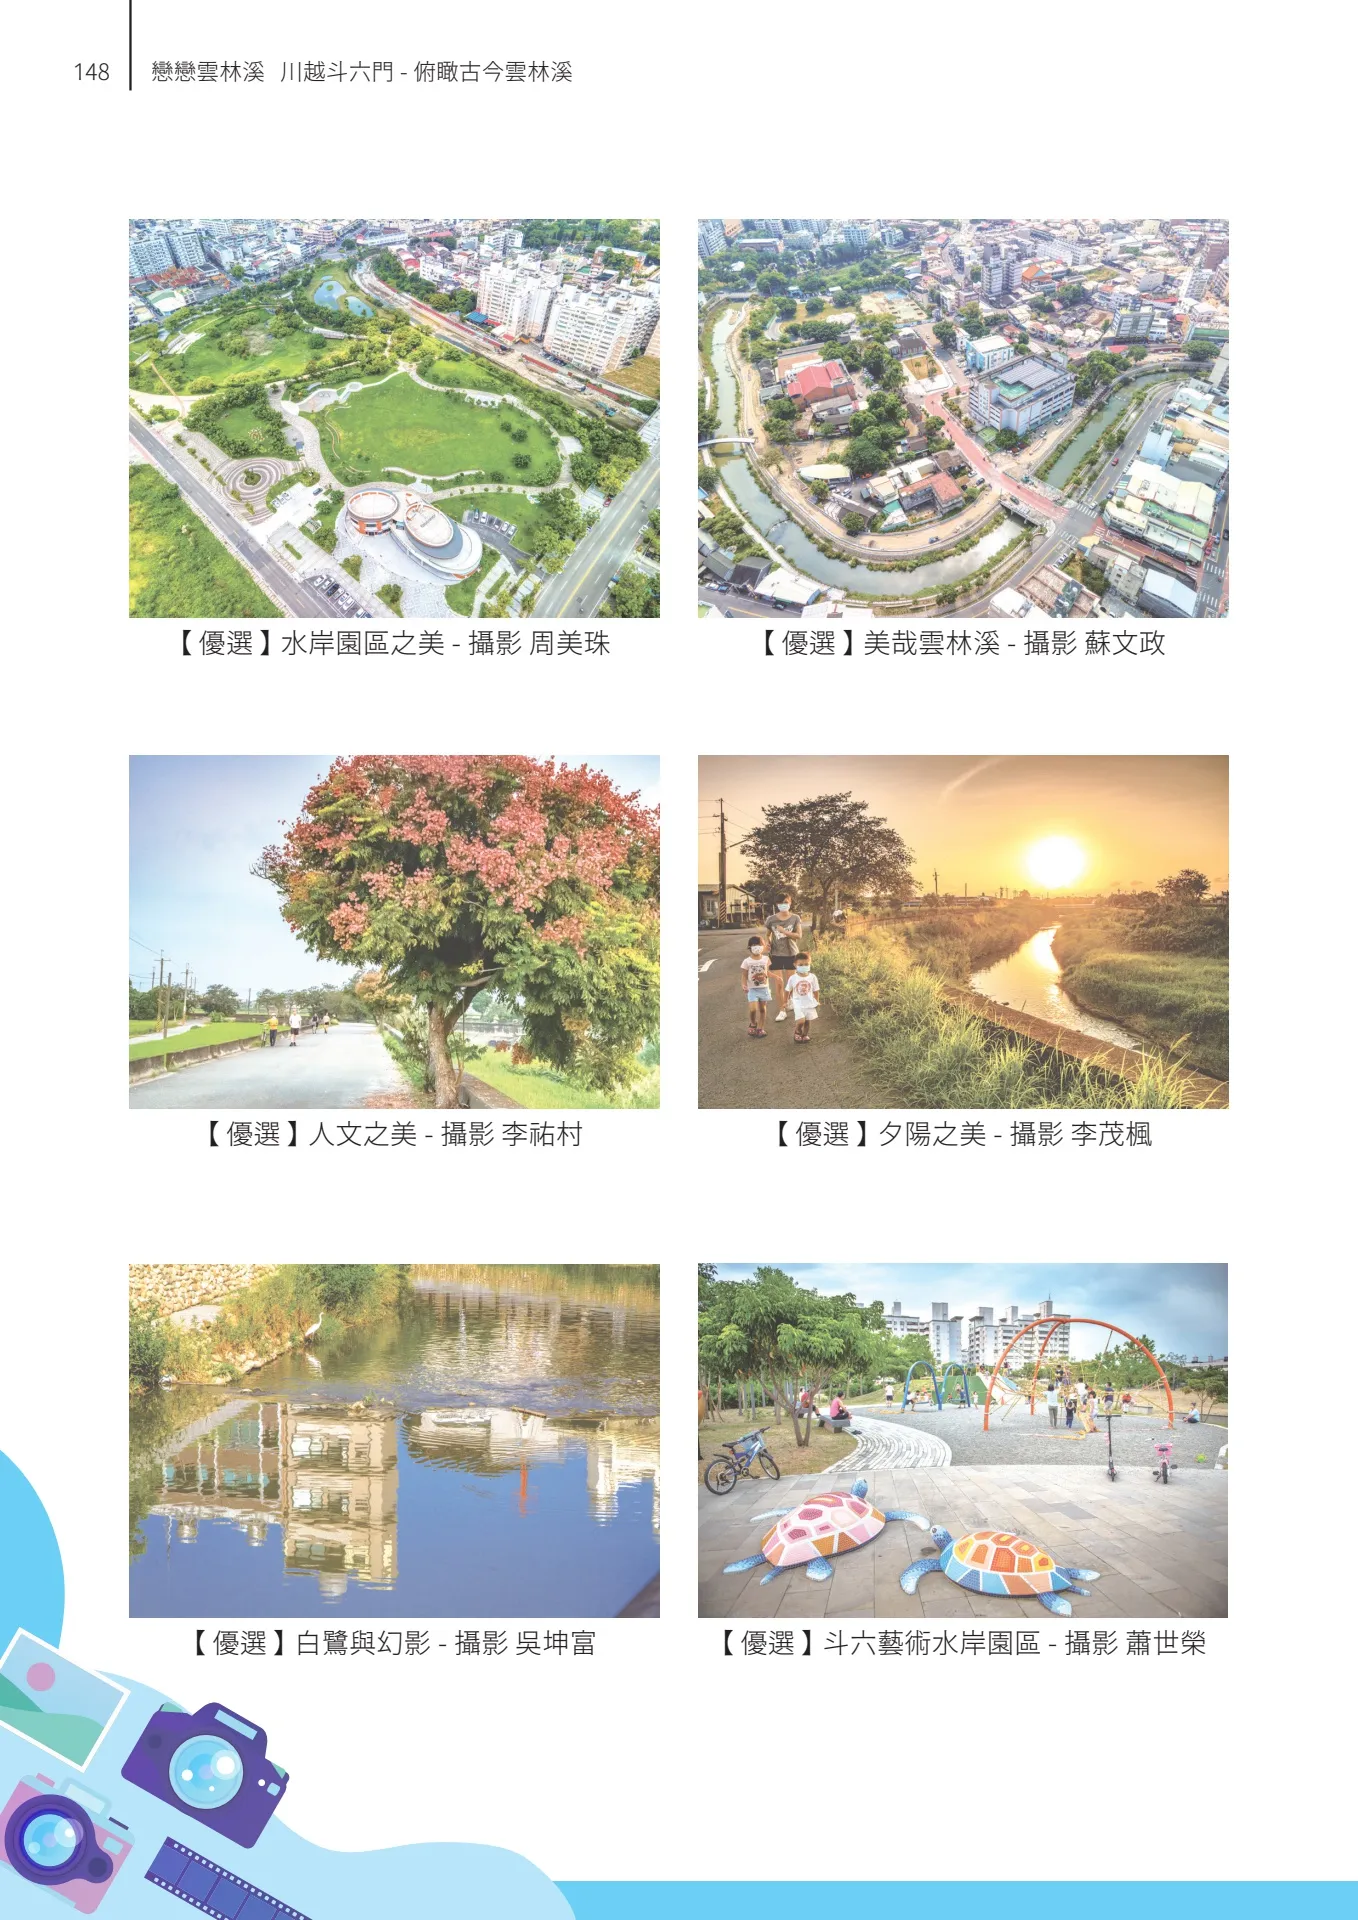 148
戀戀雲林溪 川越斗六門 - 俯瞰古今雲林溪
【優選】水岸園區之美 - 攝影 周美珠
【優選】美哉雲林溪 - 攝影 蘇文政
【優選】人文之美 - 攝影 李祐村
【優選】夕陽之美 - 攝影 李茂楓
【優選】白鷺與幻影 - 攝影 吳坤富
【優選】斗六藝術水岸園區 - 攝影 蕭世榮